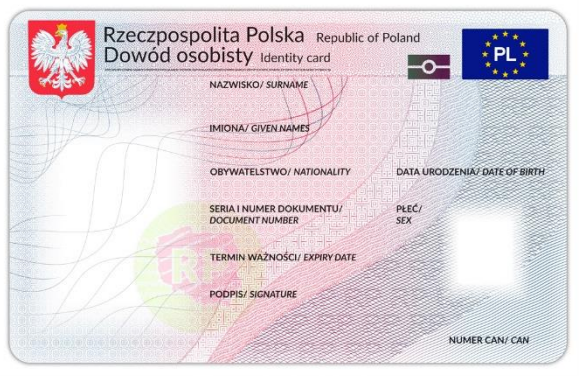 Rzeczpospolita Polska Republic of Poland
Dowód osobisty Identity card
PL
NAZWISKO/ SURNAME
IMIONA/ GIVEN NAMES
OBYWATELSTWO/ NATIONALITY
DATA URODZENIA/ DATE OF BIRTH
SERIA I NUMER DOKUMENTU/
DOCUMENT NUMBER
PŁEĆ/
SEX
TERMIN WAŻNOŚCI/ EXPIRY DATE
PODPIS/ SIGNATURE
NUMER CAN/ CAN